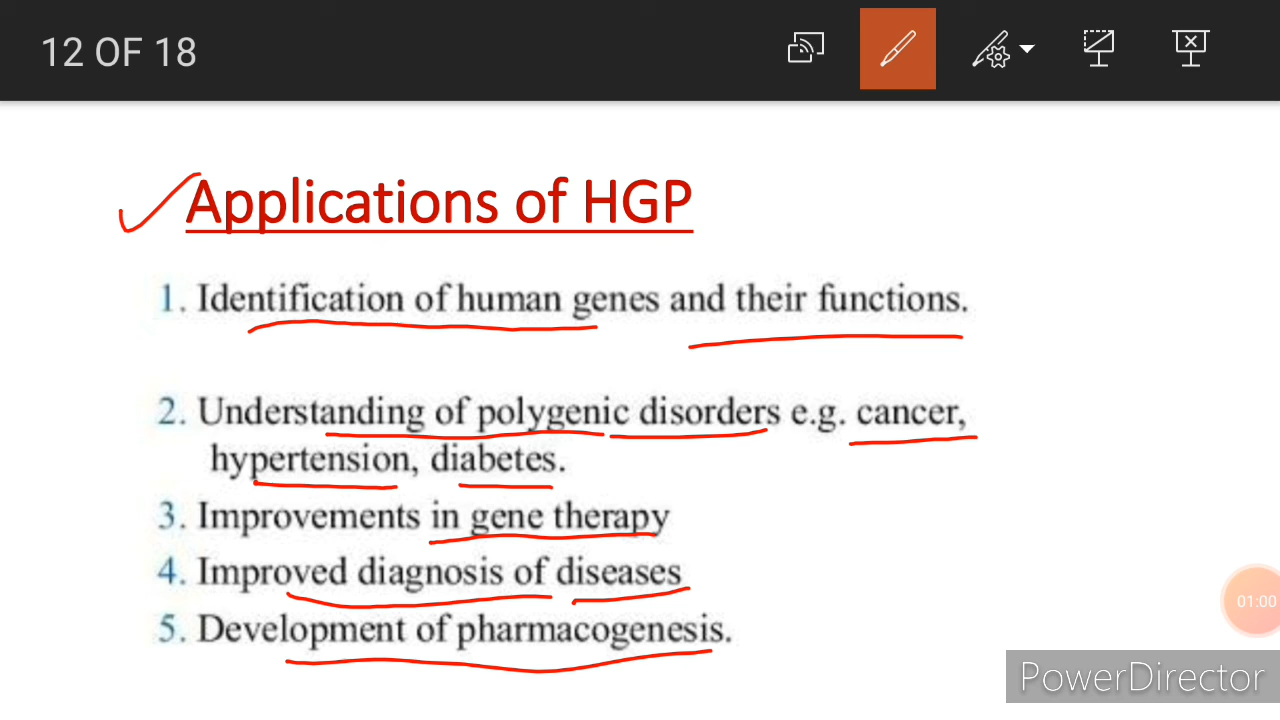 12 OF 18
Applications of HGP
1. Identification of human genes and their functions.
2. Understanding of polygenic disorders e.g. cancer,
hypertension, diabetes.
3. Improvements in gene therapy
4. Improved diagnosis of diseases
5. Development of pharmacogenesis.
01:00
PowerDirector